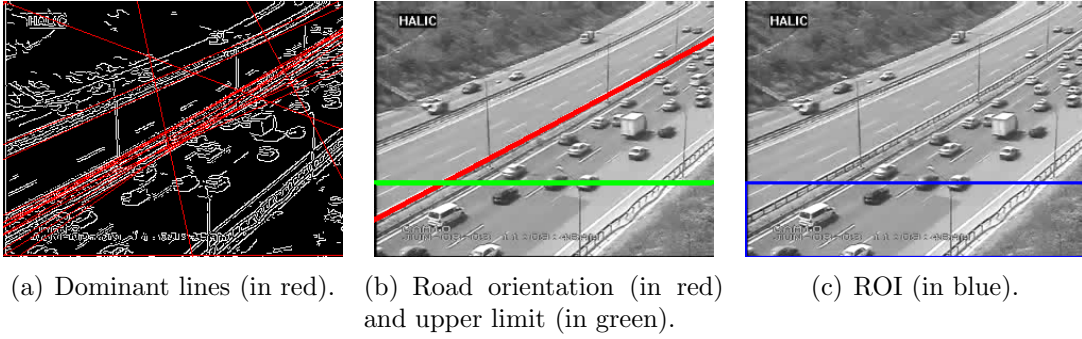 HALIC
HALIC
HALIC
(a) Dominant lines (in red).
(b) Road orientation (in red)
and upper limit (in green).
(c) ROI (in blue).